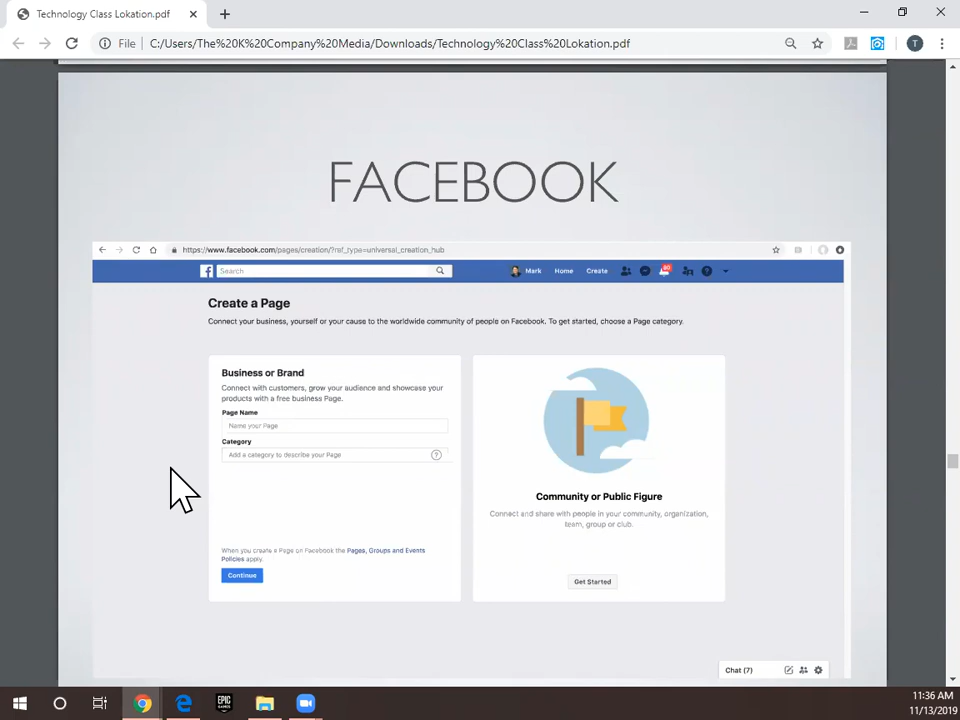 Technology Class Lokation.pdf
File
C:/Users/The%20K%20Company%20Media/Downloads/Technology%20Class%20Lokation.pdf
T
FACEBOOK
https://www.facebook.com/pages/creation/?ref_type=universal_creation_hub
Search
Mark
Home
Create
Create a Page
Connect your business, yourself or your cause to the worldwide community of people on Facebook. To get started, choose a Page category.
Business or Brand
Connect with customers, grow your audience and showcase your
products with a free business Page.
Page Name
Name your Page
Category
Add a category to describe your Page
When you create a Page on Facebook the Pages, Groups and Events
Policies apply.
Continue
Community or Public Figure
Connect and share with people in your community, organization,
team, group or club.
Get Started
Chat (7)
EPIC
GAMES
11:36 AM
11/13/2019